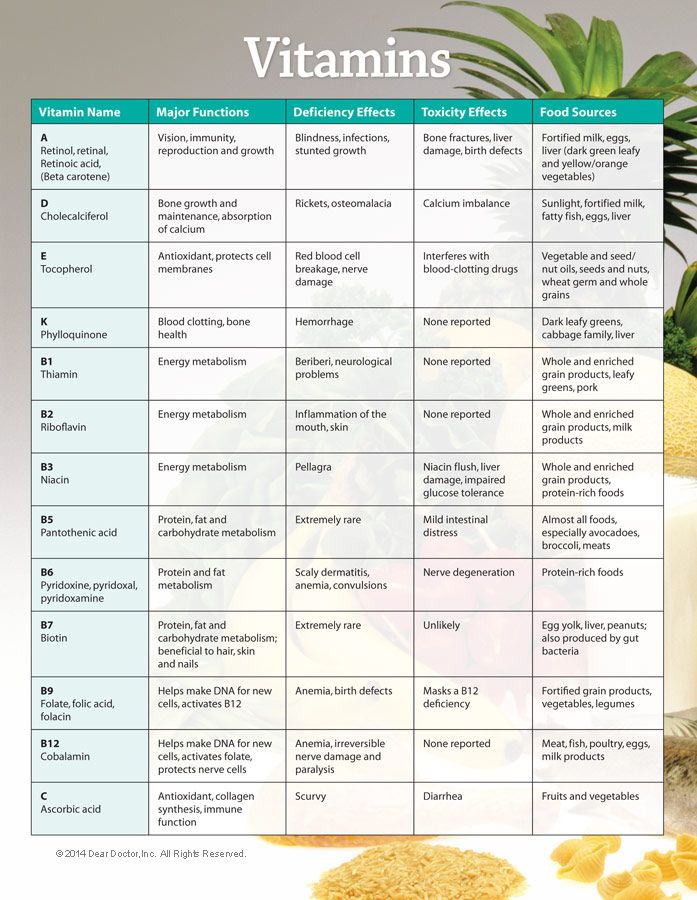 Vitamins
Vitamin Name
Major Functions
Deficiency Effects
Toxicity Effects
Food Sources
A
Retinol, retinal,
Retinoic acid,
(Beta carotene)
Vision, immunity,
reproduction and growth
Blindness, infections,
stunted growth
Bone fractures, liver
damage, birth defects
Fortified milk, eggs,
liver (dark green leafy
and yellow/orange
vegetables)
D
Cholecalciferol
Bone growth and
maintenance, absorption
of calcium
Rickets, osteomalacia
Calcium imbalance
Sunlight, fortified milk,
fatty fish, eggs, liver
E
Tocopherol
Antioxidant, protects cell
membranes
Red blood cell
breakage, nerve
damage
Interferes with
blood-clotting drugs
Vegetable and seed/
nut oils, seeds and nuts,
wheat germ and whole
grains
K
Phylloquinone
Blood clotting, bone
health
Hemorrhage
None reported
Dark leafy greens,
cabbage family, liver
B1
Thiamin
Energy metabolism
Beriberi, neurological
problems
None reported
Whole and enriched
grain products, leafy
greens, pork
B2
Riboflavin
Energy metabolism
Inflammation of the
mouth, skin
None reported
Whole and enriched
grain products, milk
products
B3
Niacin
Energy metabolism
Pellagra
Niacin flush, liver
damage, impaired
glucose tolerance
Whole and enriched
grain products,
protein-rich foods
B5
Pantothenic acid
Protein, fat and
carbohydrate metabolism
Extremely rare
Mild intestinal
distress
Almost all foods,
especially avocadoes,
broccoli, meats
B6
Pyridoxine, pyridoxal,
pyridoxamine
Protein and fat
metabolism
Scaly dermatitis,
anemia, convulsions
Nerve degeneration
Protein-rich foods
B7
Biotin
Protein, fat and
carbohydrate metabolism;
beneficial to hair, skin
and nails
Extremely rare
Unlikely
Egg yolk, liver, peanuts;
also produced by gut
bacteria
B9
Folate, folic acid,
folacin
Helps make DNA for new
cells, activates B12
Anemia, birth defects
Masks a B12
deficiency
Fortified grain products,
vegetables, legumes
B12
Cobalamin
Helps make DNA for new
cells, activates folate,
protects nerve cells
Anemia, irreversible
nerve damage and
paralysis
None reported
Meat, fish, poultry, eggs,
milk products
C
Ascorbic acid
Antioxidant, collagen
synthesis, immune
function
Scurvy
Diarrhea
Fruits and vegetables
© 2014 Dear Doctor, Inc. All Rights Reserved.